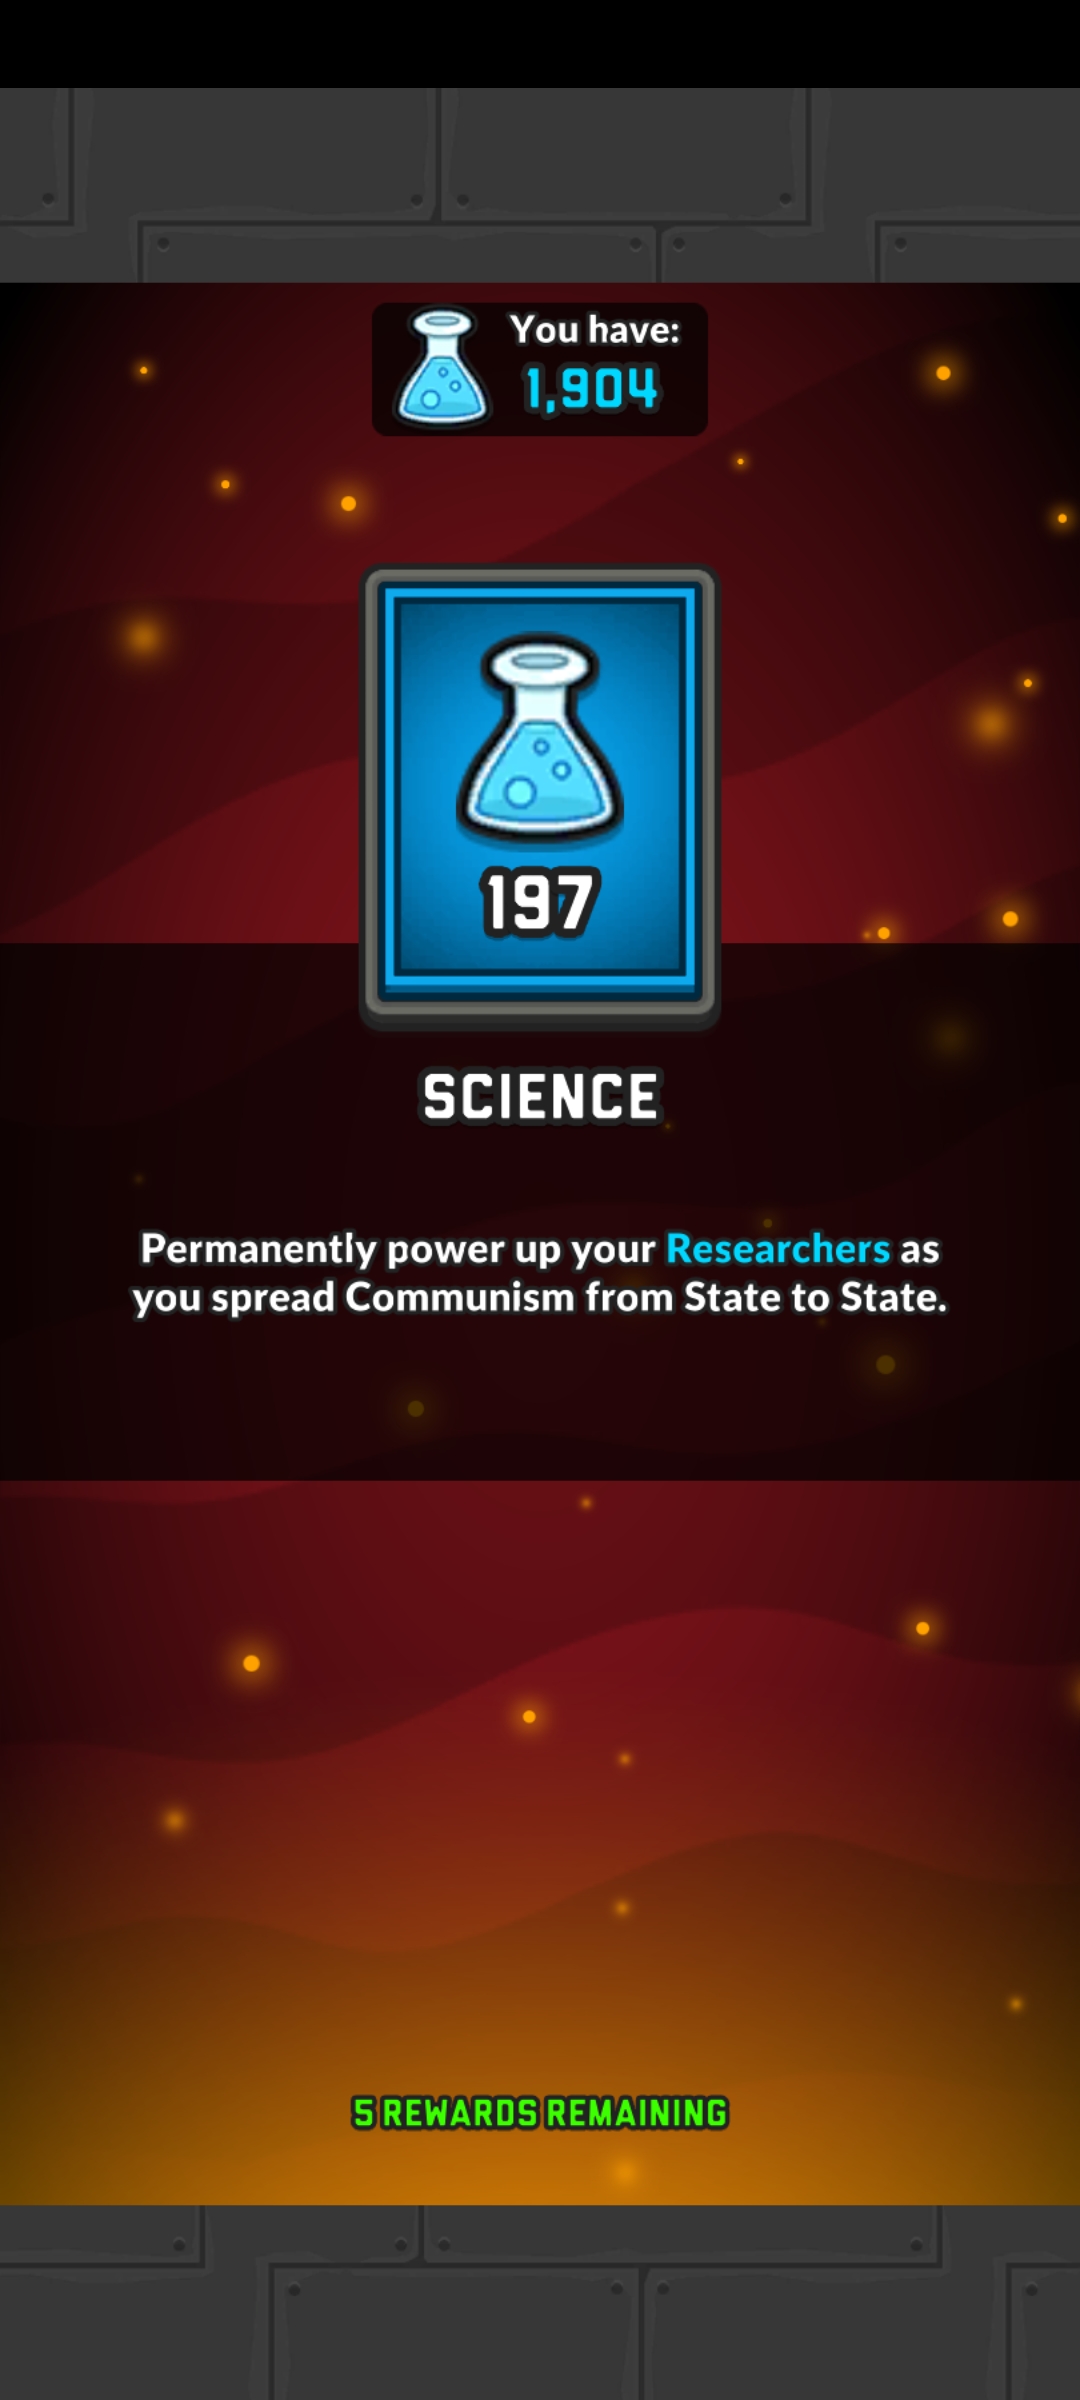 You have:
1,904
197
SCIENCE
Permanently power up your Researchers as
you spread Communism from State to State.
5 REWARDS REMAINING